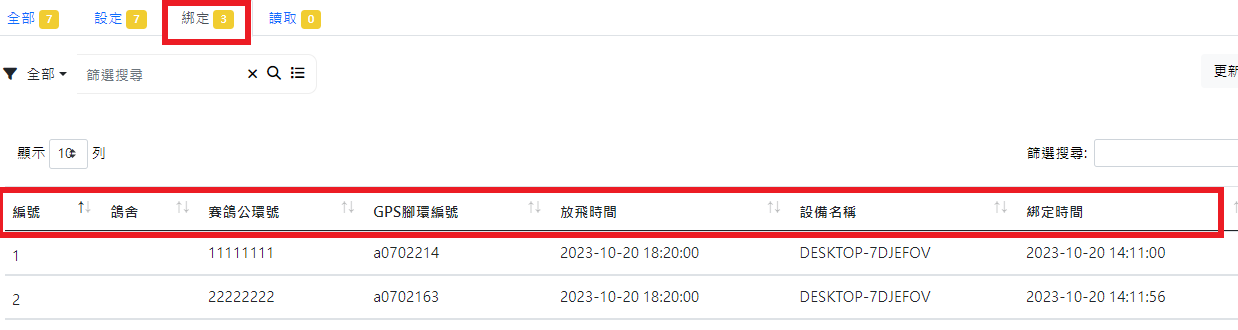 全部 7 設定 7 綁定 3 讀取 0
全部 篩選搜尋 更新
顯示 10 列 篩選搜尋:
編號 鴿舍 賽鴿公環號 GPS腳環編號 放飛時間 設備名稱 綁定時間
1 11111111 a0702214 2023-10-20 18:20:00 DESKTOP-7DJEFOV 2023-10-20 14:11:00
2 22222222 a0702163 2023-10-20 18:20:00 DESKTOP-7DJEFOV 2023-10-20 14:11:56